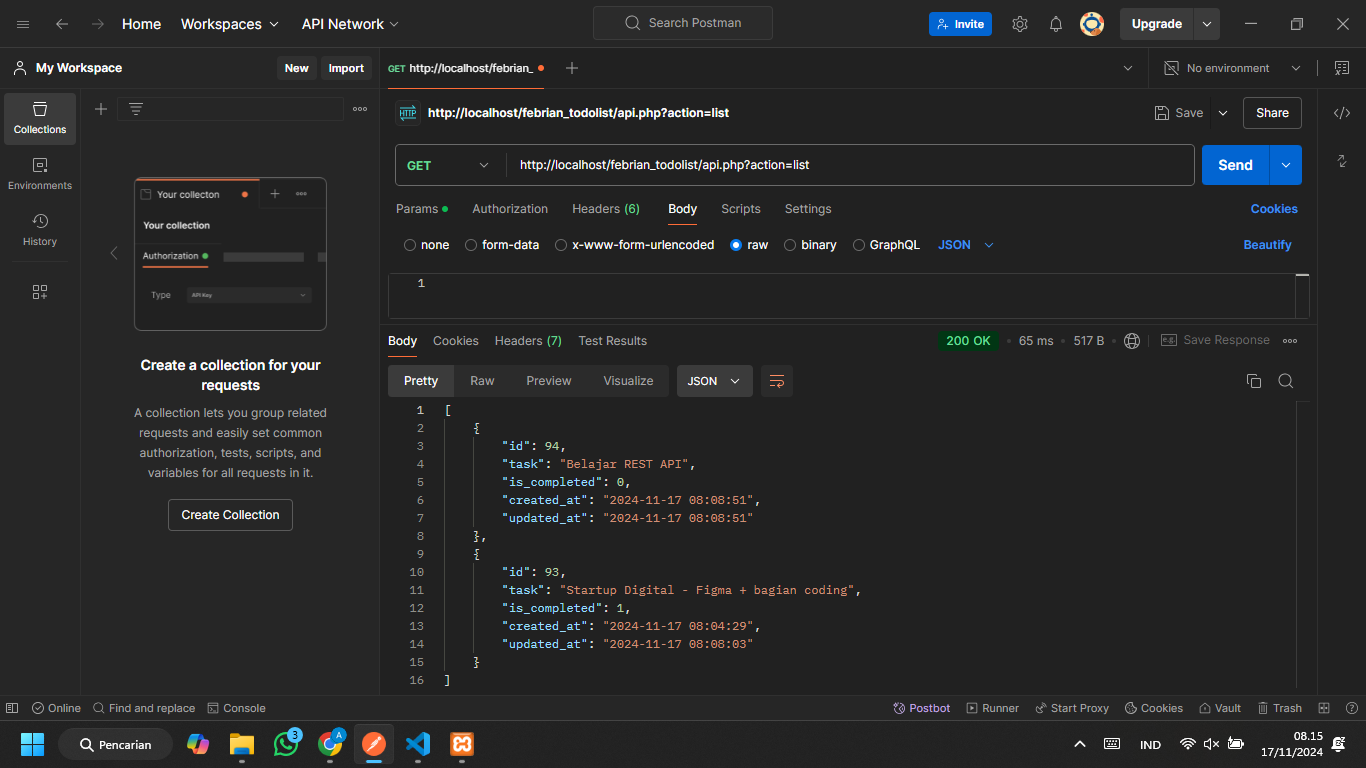 Home Workspaces API Network Search Postman Invite Upgrade
My Workspace New Import GET http://localhost/febrian_ No environment
Collections
Environments
History
Your collecton
Your collection
Authorization
Type API Key
Create a collection for your
requests
A collection lets you group related
requests and easily set common
authorization, tests, scripts, and
variables for all requests in it.
Create Collection
HTTP http://localhost/febrian_todolist/api.php?action=list Save Share
GET http://localhost/febrian_todolist/api.php?action=list Send
Params Authorization Headers (6) Body Scripts Settings Cookies
none form-data x-www-form-urlencoded raw binary GraphQL JSON Beautify
1
Body Cookies Headers (7) Test Results 200 OK 65 ms 517 B e.g. Save Response
Pretty Raw Preview Visualize JSON
1 [
2 {
3 "id": 94,
4 "task": "Belajar REST API",
5 "is_completed": 0,
6 "created_at": "2024-11-17 08:08:51",
7 "updated_at": "2024-11-17 08:08:51"
8 },
9 {
10 "id": 93,
11 "task": "Startup Digital - Figma + bagian coding",
12 "is_completed": 1,
13 "created_at": "2024-11-17 08:04:29",
14 "updated_at": "2024-11-17 08:08:03"
15 }
16 ]
Online Find and replace Console Postbot Runner Start Proxy Cookies Vault Trash
Pencarian 3 A IND 08.15
17/11/2024